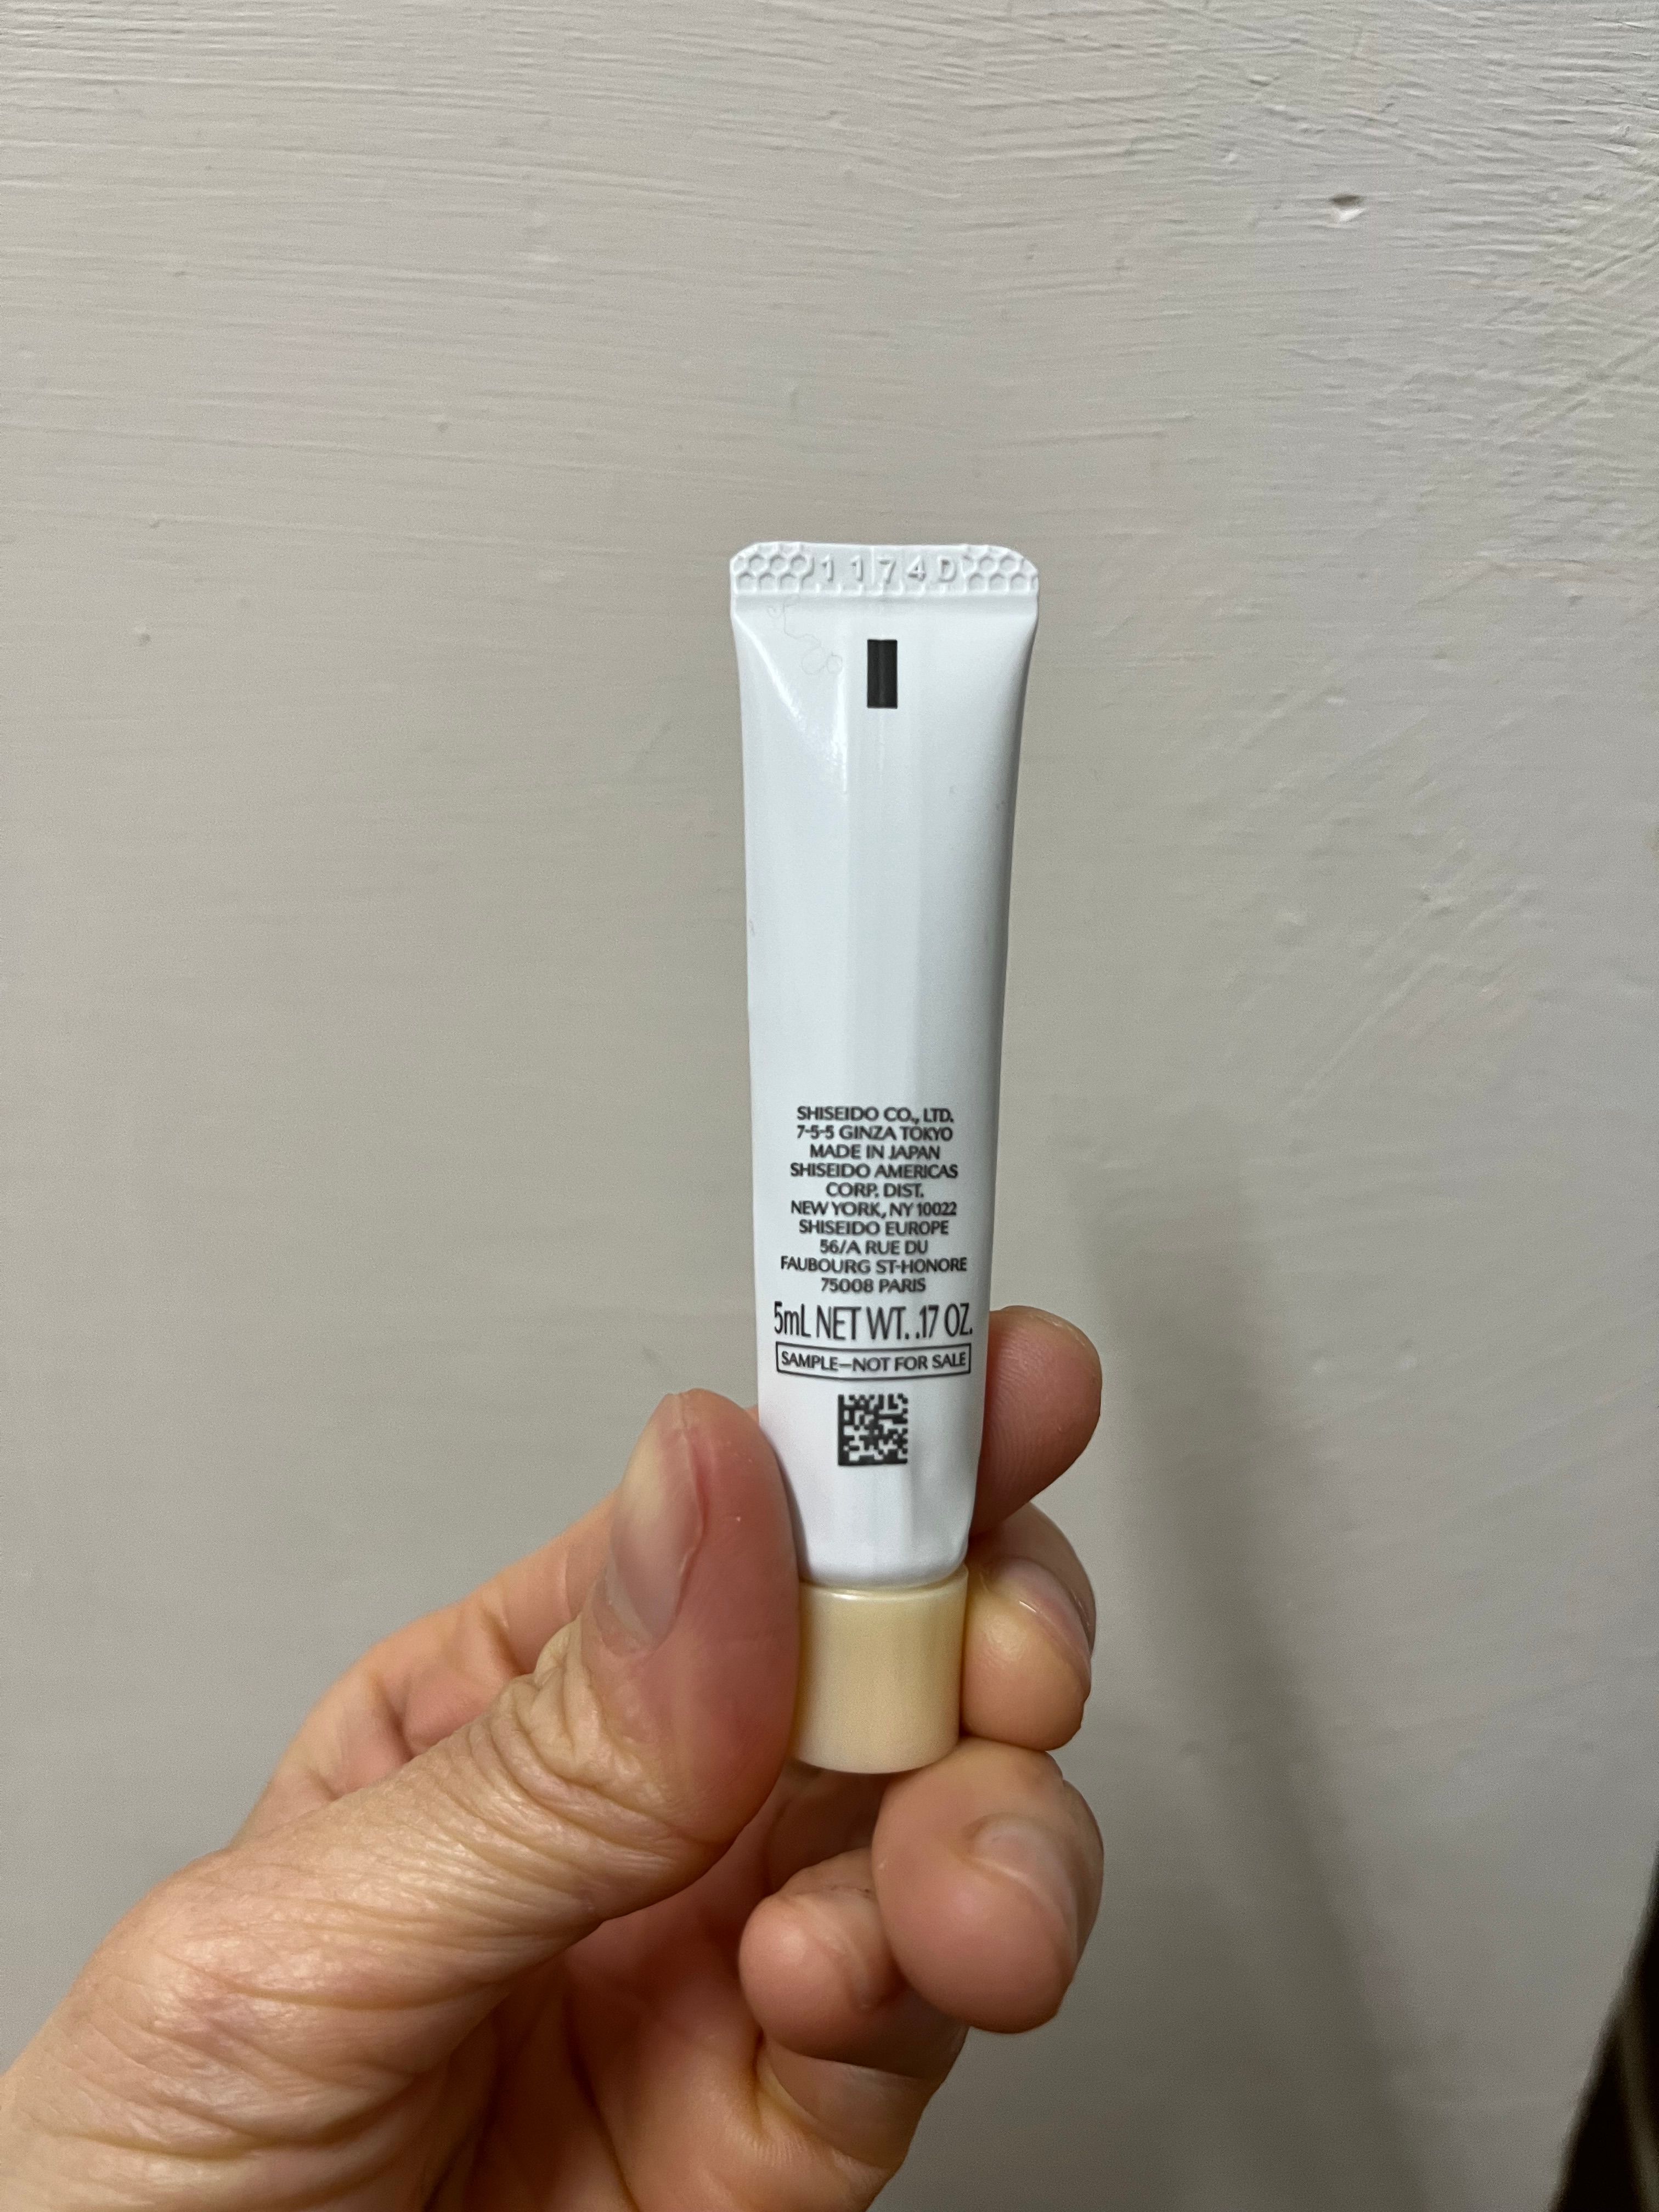 1174D
SHISEIDO CO., LTD.
7-5-5 GINZA TOKYO
MADE IN JAPAN
SHISEIDO AMERICAS
CORP. DIST.
NEW YORK, NY 10022
SHISEIDO EUROPE
56/A RUE DU
FAUBOURG ST-HONORE
75008 PARIS
5mL NET WT. .17 OZ.
SAMPLE—NOT FOR SALE